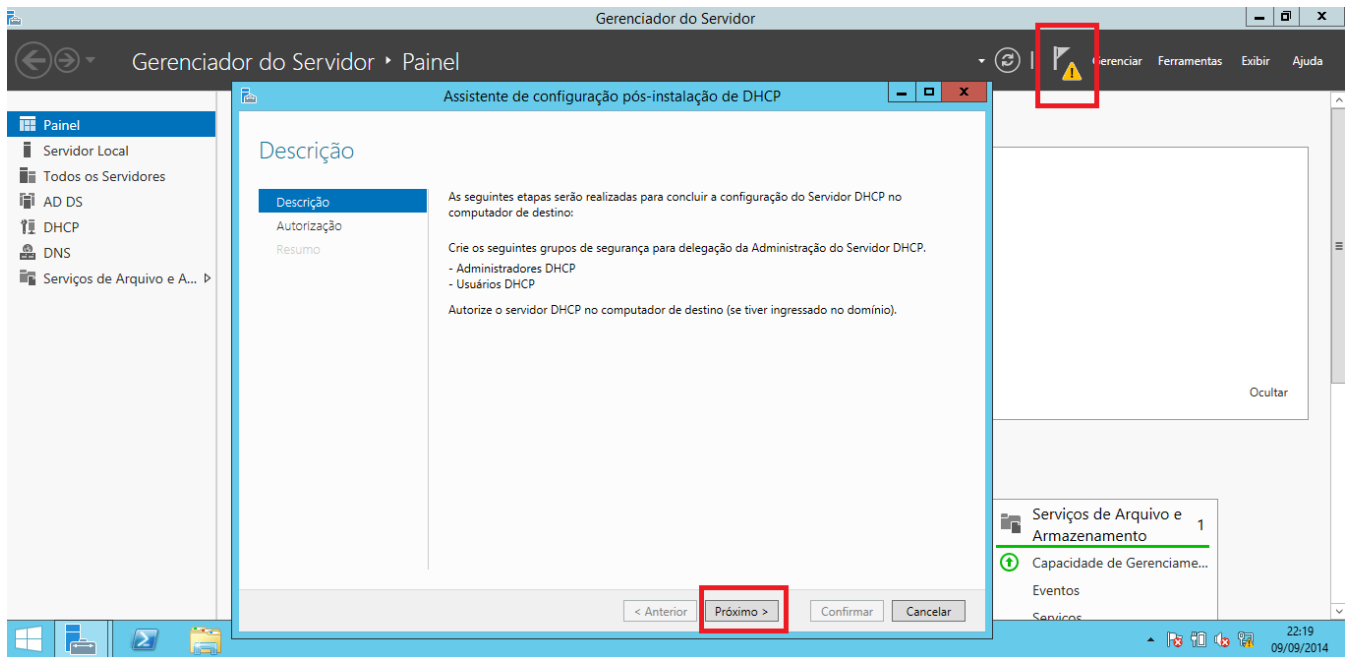 Gerenciador do Servidor
Gerenciador do Servidor ‣ Painel
Gerenciar Ferramentas Exibir Ajuda
Painel
Servidor Local
Todos os Servidores
AD DS
DHCP
DNS
Serviços de Arquivo e A...
Assistente de configuração pós-instalação de DHCP
Descrição
Descrição
Autorização
Resumo
As seguintes etapas serão realizadas para concluir a configuração do Servidor DHCP no
computador de destino:
Crie os seguintes grupos de segurança para delegação da Administração do Servidor DHCP.
- Administradores DHCP
- Usuários DHCP
Autorize o servidor DHCP no computador de destino (se tiver ingressado no domínio).
< Anterior Próximo > Confirmar Cancelar
Ocultar
Serviços de Arquivo e
Armazenamento
1
Capacidade de Gerenciame...
Eventos
Serviços
22:19
09/09/2014